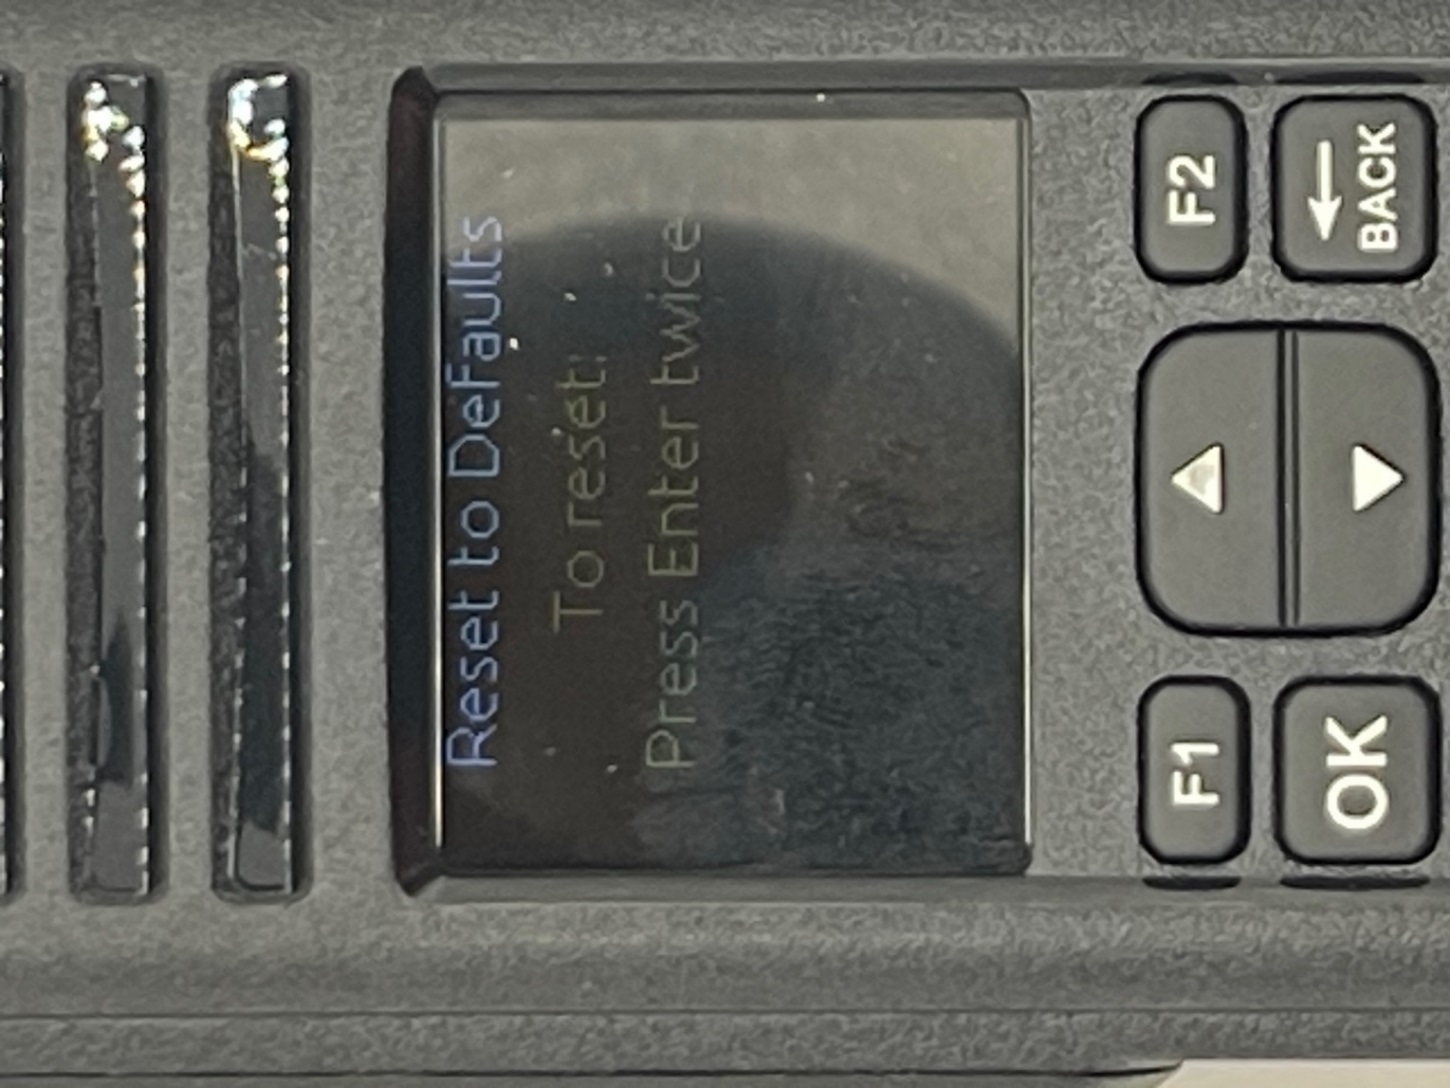 Reset to DeFaults
To reset:
Press Enter twice
F1
F2
OK
← BACK